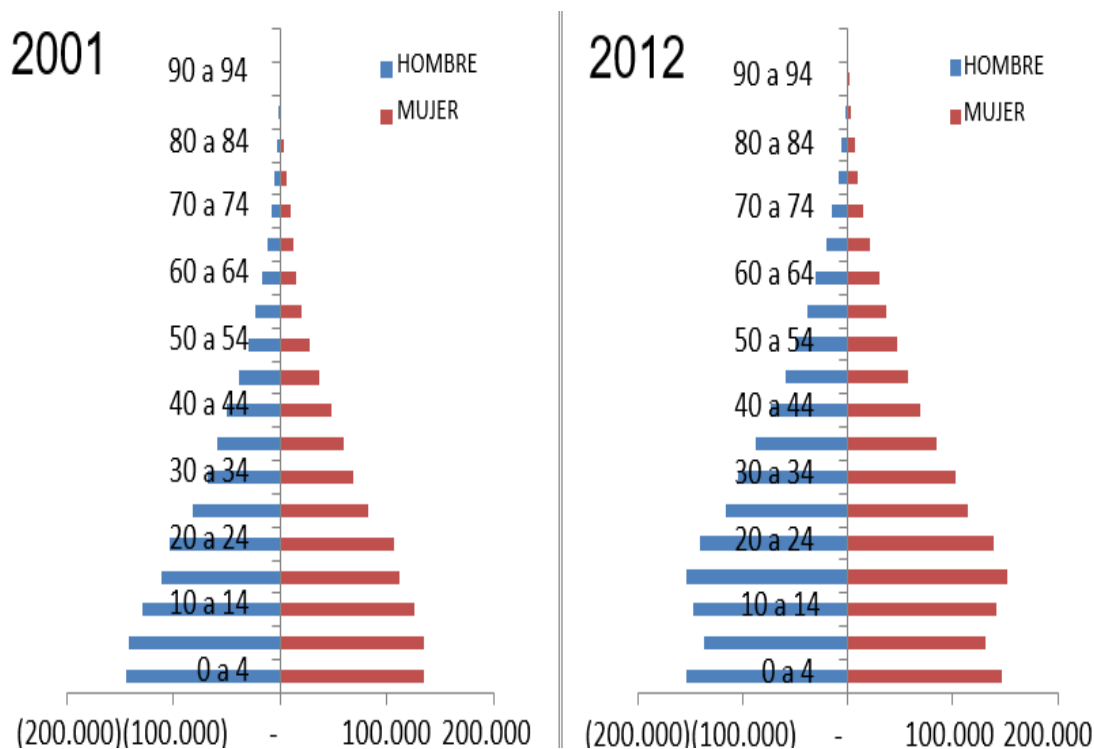 2001
HOMBRE
MUJER
90 a 94
80 a 84
70 a 74
60 a 64
50 a 54
40 a 44
30 a 34
20 a 24
10 a 14
0 a 4
(200.000)(100.000) - 100.000 200.000
2012
HOMBRE
MUJER
90 a 94
80 a 84
70 a 74
60 a 64
50 a 54
40 a 44
30 a 34
20 a 24
10 a 14
0 a 4
(200.000)(100.000) - 100.000 200.000